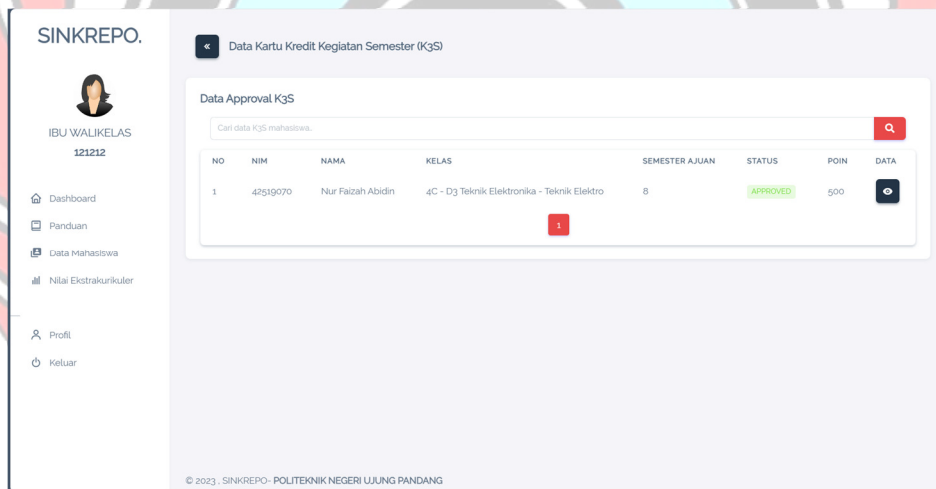 SINKREPO.
IBU WALIKELAS
121212
Dashboard
Panduan
Data Mahasiswa
Nilai Ekstrakurikuler
Profil
Keluar
«
Data Kartu Kredit Kegiatan Semester (K3S)
Data Approval K3S
Cari data K3S mahasiswa..
NO NIM NAMA KELAS SEMESTER AJUAN STATUS POIN DATA
1 42519070 Nur Faizah Abidin 4C - D3 Teknik Elektronika - Teknik Elektro 8 APPROVED 500
1
© 2023 . SINKREPO- POLITEKNIK NEGERI UJUNG PANDANG